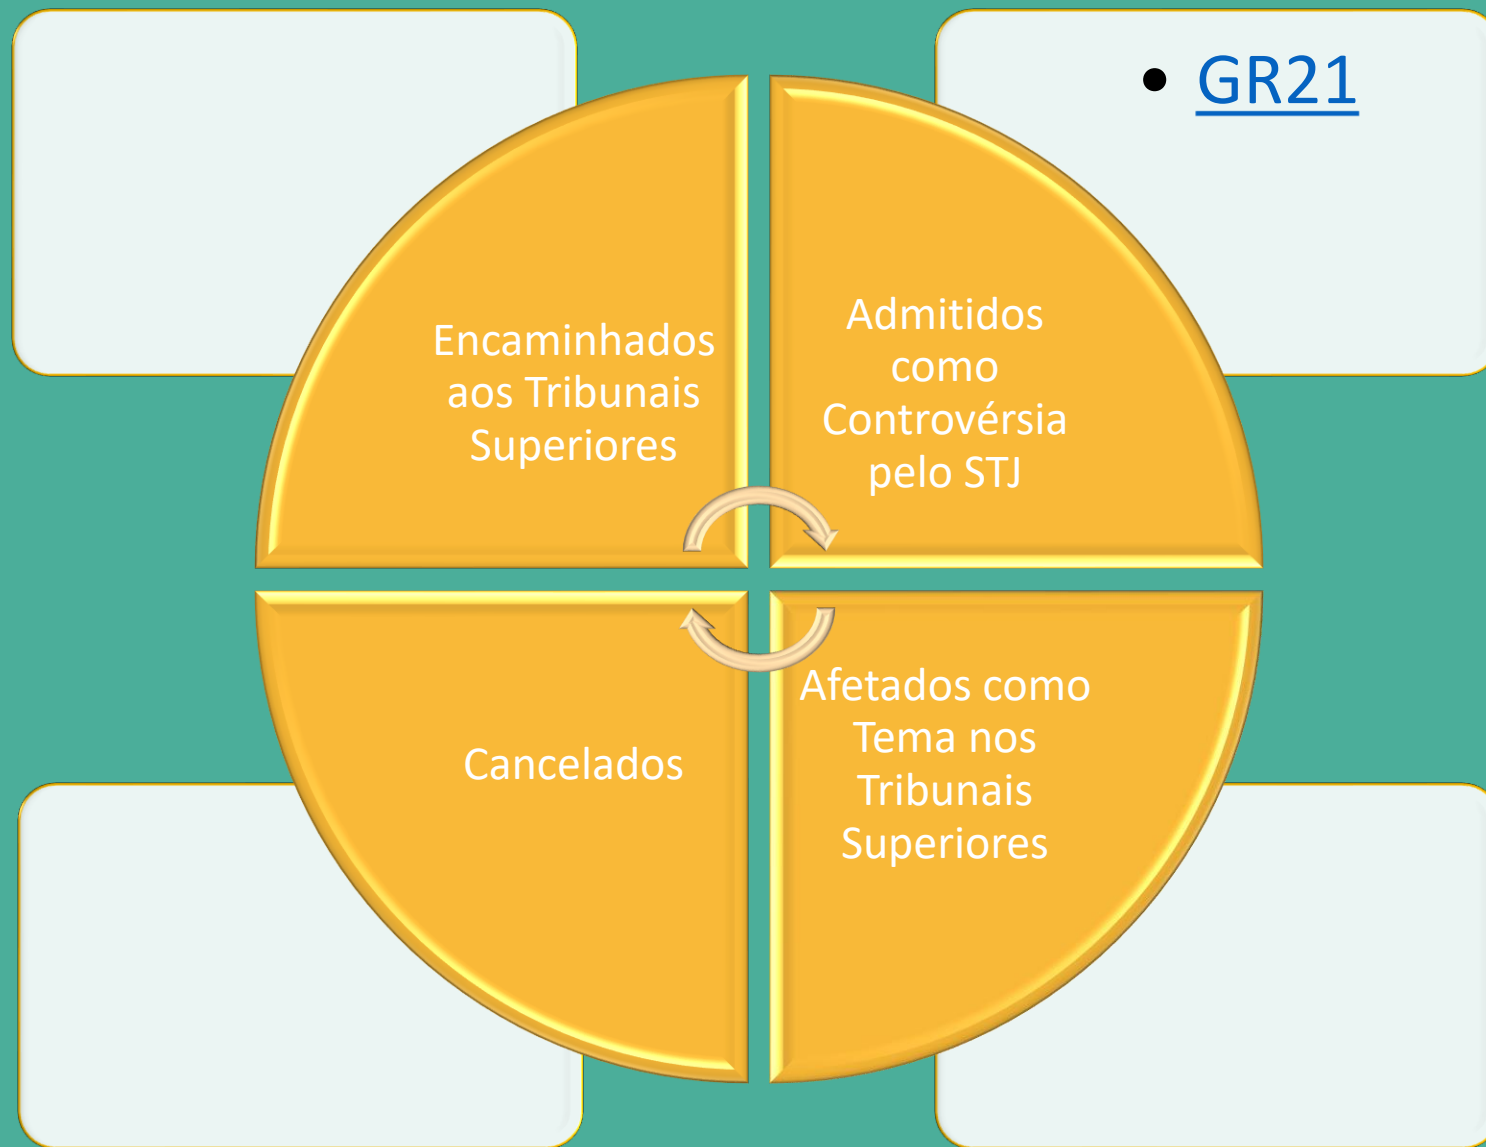 • GR21
Encaminhados
aos Tribunais
Superiores
Admitidos
como
Controvérsia
pelo STJ
Cancelados
Afetados como
Tema nos
Tribunais
Superiores